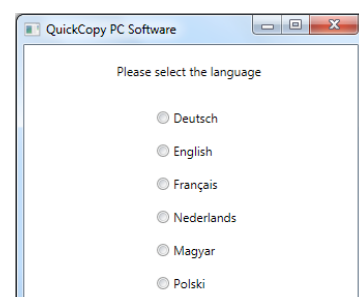 QuickCopy PC Software
Please select the language
Deutsch
English
Français
Nederlands
Magyar
Polski